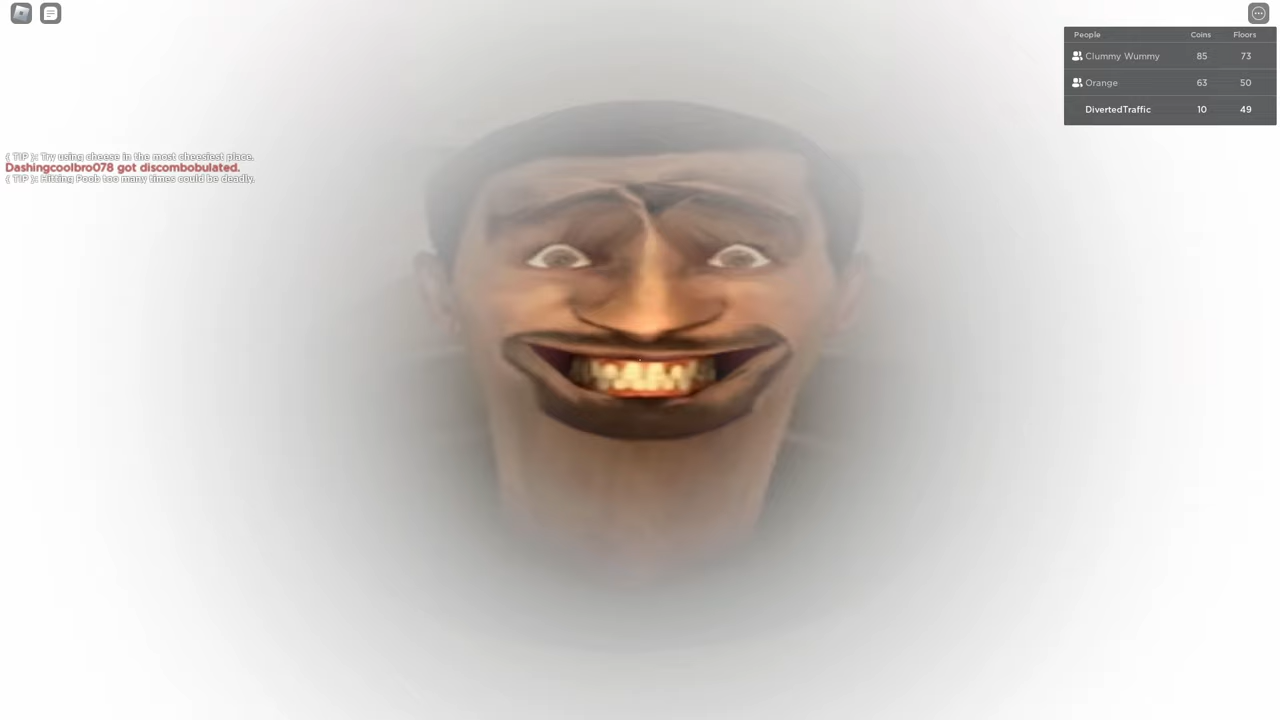 People Coins Floors
Clummy Wummy 85 73
Orange 63 50
DivertedTraffic 10 49
( TIP ): Try using cheese in the most cheesiest place.
Dashingcoolbro078 got discombobulated.
( TIP ): Hitting Poob too many times could be deadly.